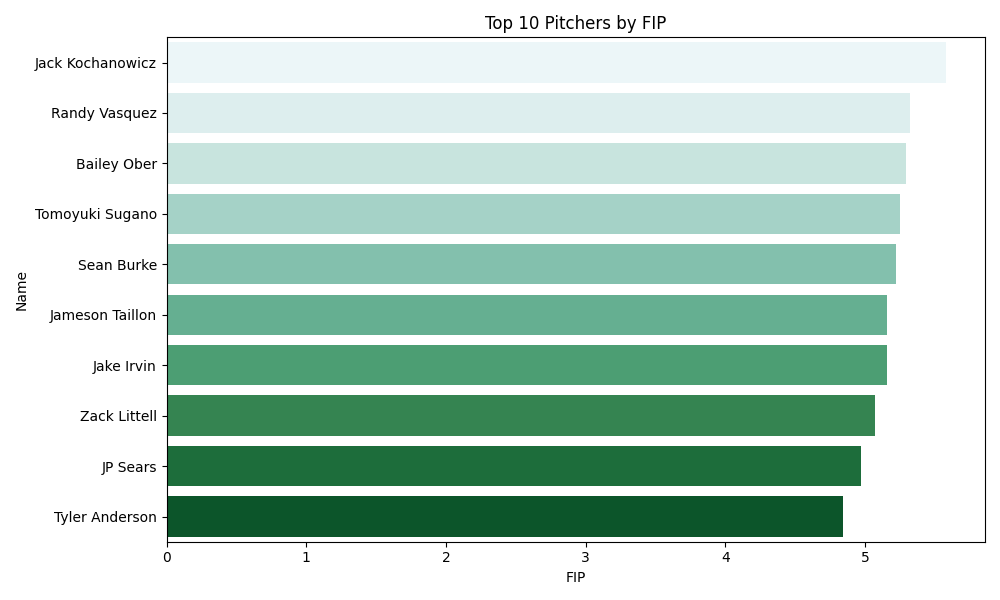 Top 10 Pitchers by FIP
Name
Jack Kochanowicz
Randy Vasquez
Bailey Ober
Tomoyuki Sugano
Sean Burke
Jameson Taillon
Jake Irvin
Zack Littell
JP Sears
Tyler Anderson
0 1 2 3 4 5
FIP